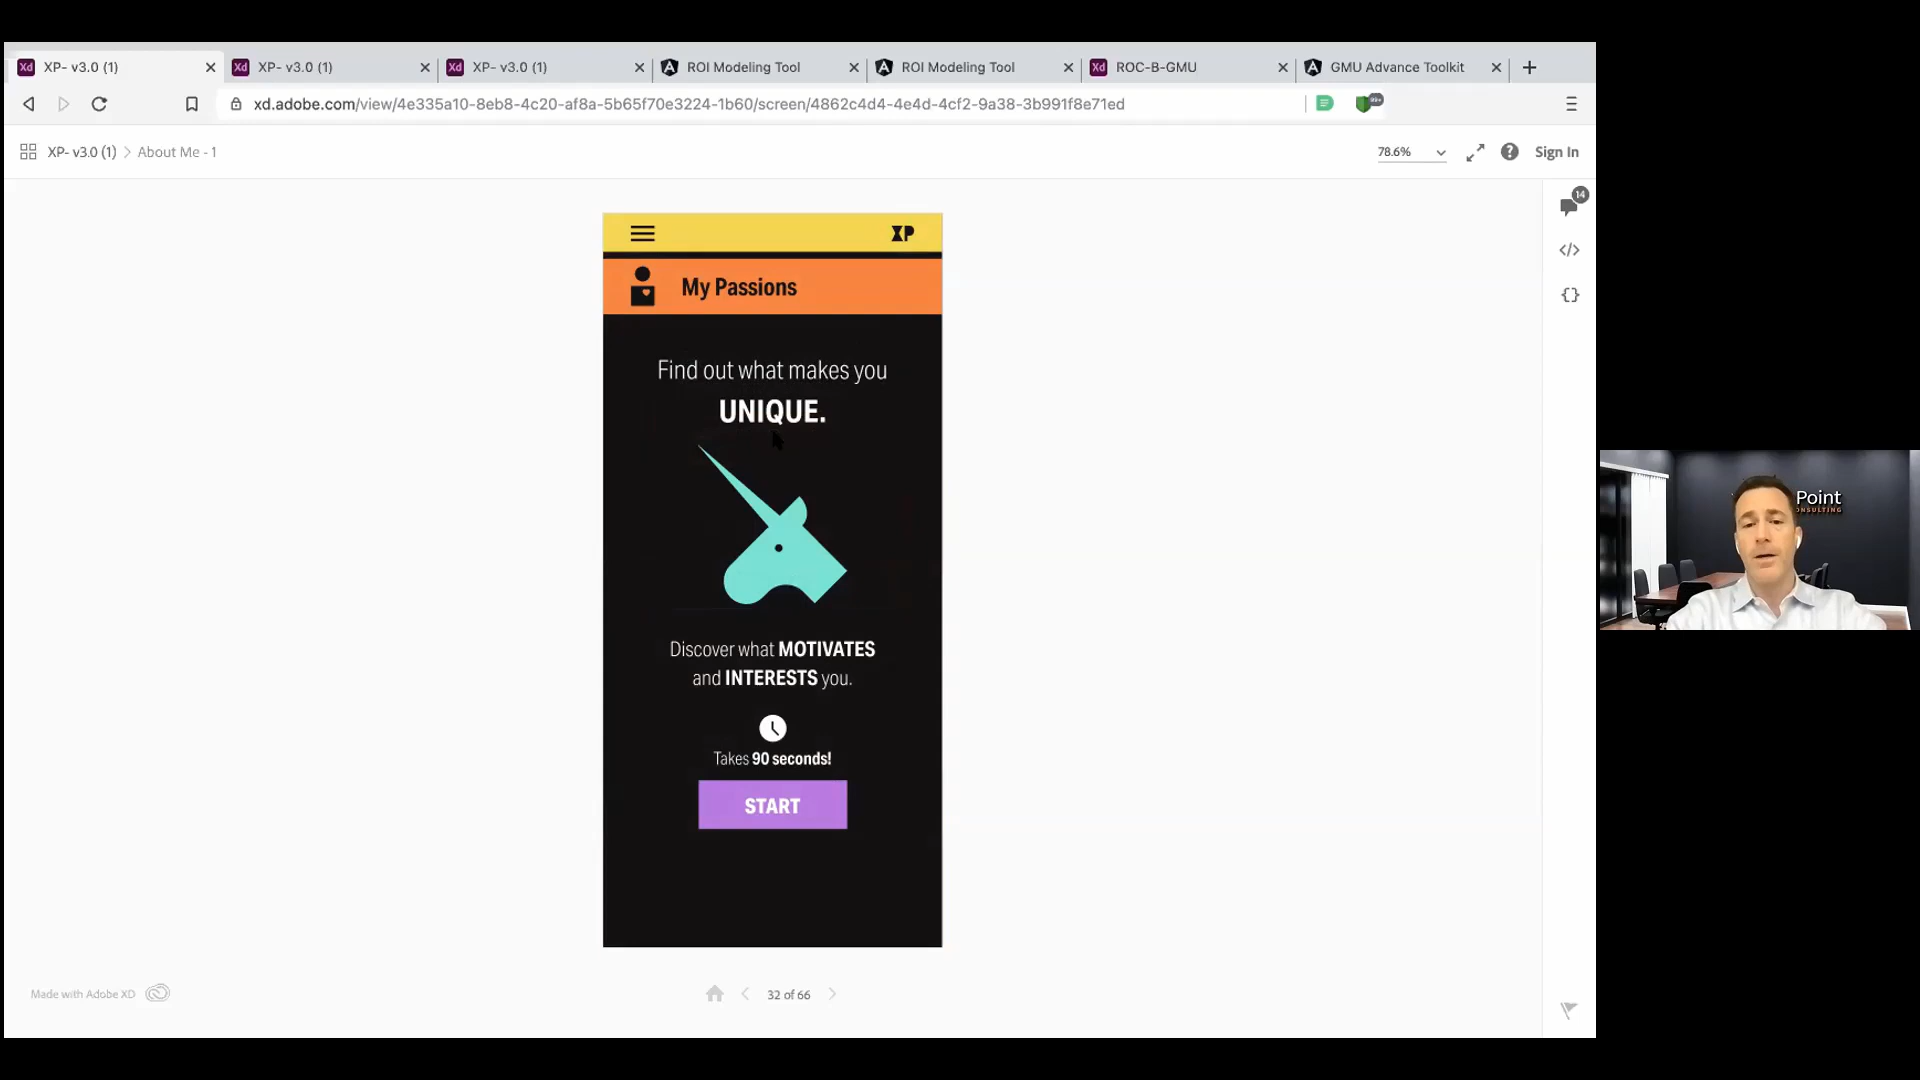 XP- v3.0 (1)
XP- v3.0 (1)
XP- v3.0 (1)
ROI Modeling Tool
ROI Modeling Tool
ROC-B-GMU
GMU Advance Toolkit
xd.adobe.com/view/4e335a10-8eb8-4c20-af8a-5b65f70e3224-1b60/screen/4862c4d4-4e4d-4cf2-9a38-3b991f8e71ed
99+
XP- v3.0 (1) > About Me - 1
78.6%
Sign In
14
XP
My Passions
Find out what makes you
UNIQUE.
Discover what MOTIVATES
and INTERESTS you.
Takes 90 seconds!
START
Point
ONSULTING
Made with Adobe XD
32 of 66